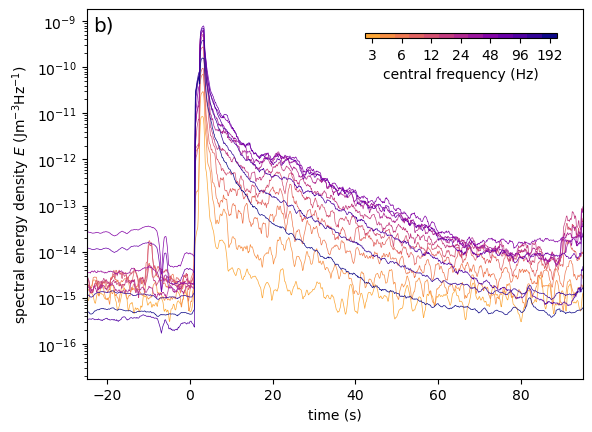 b)
3 6 12 24 48 96 192
central frequency (Hz)
spectral energy density E (Jm⁻³Hz⁻¹)
10⁻⁹
10⁻¹⁰
10⁻¹¹
10⁻¹²
10⁻¹³
10⁻¹⁴
10⁻¹⁵
10⁻¹⁶
−20 0 20 40 60 80
time (s)